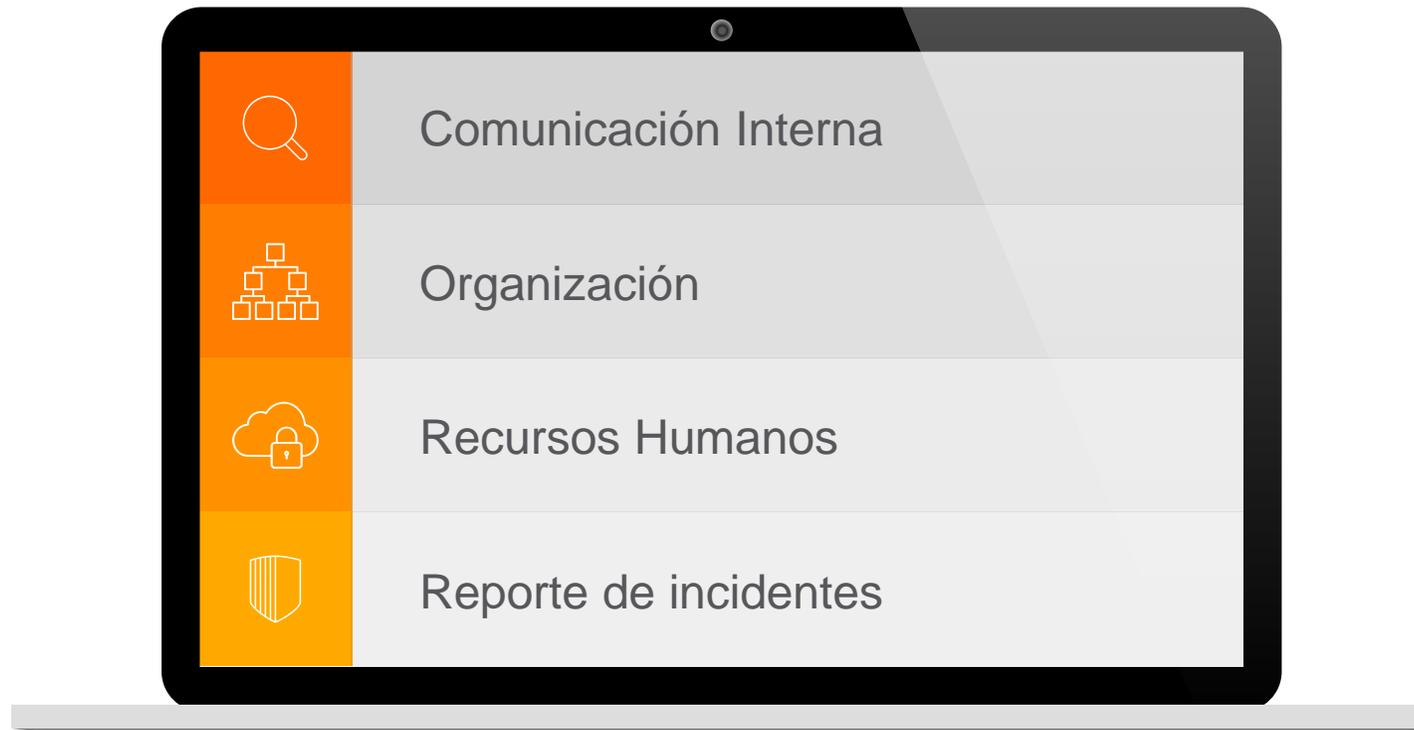 Comunicación Interna
Organización
Recursos Humanos
Reporte de incidentes